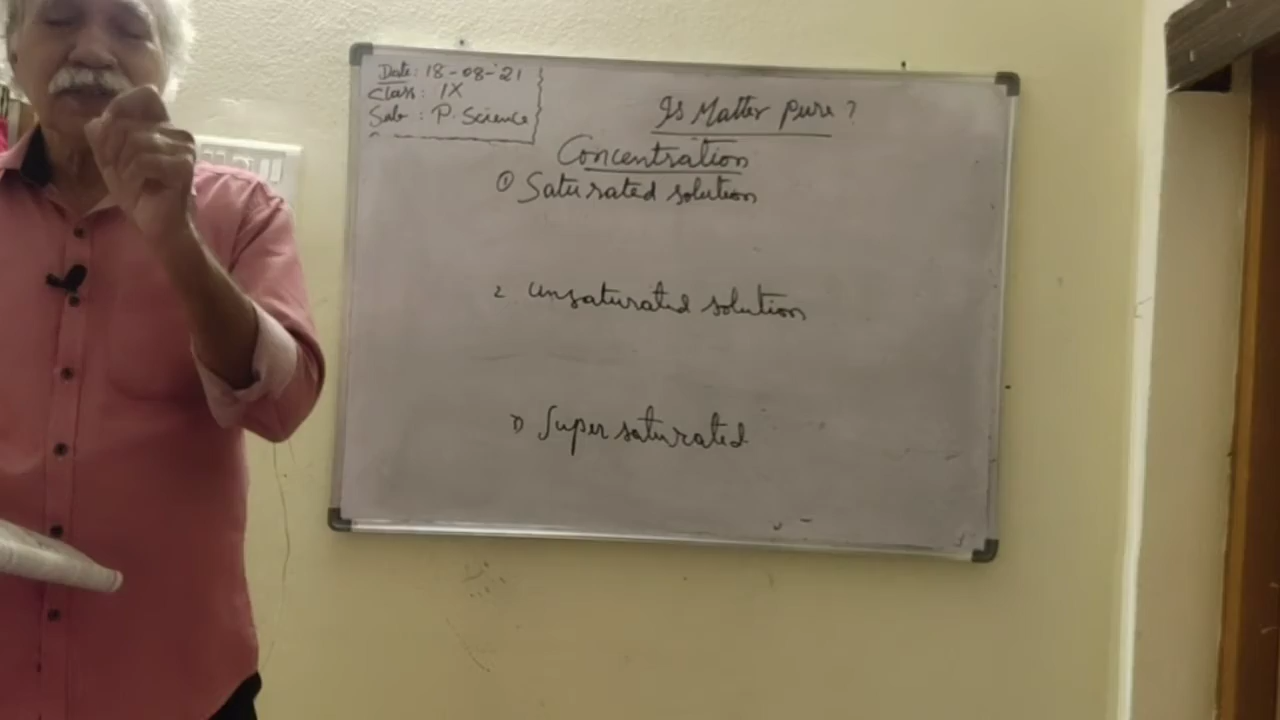 Date: 18-08-'21
Class: IX
Sub: P. Science
Is Matter pure?
Concentration
① Saturated solution
2. Unsaturated solution
3) Super saturated